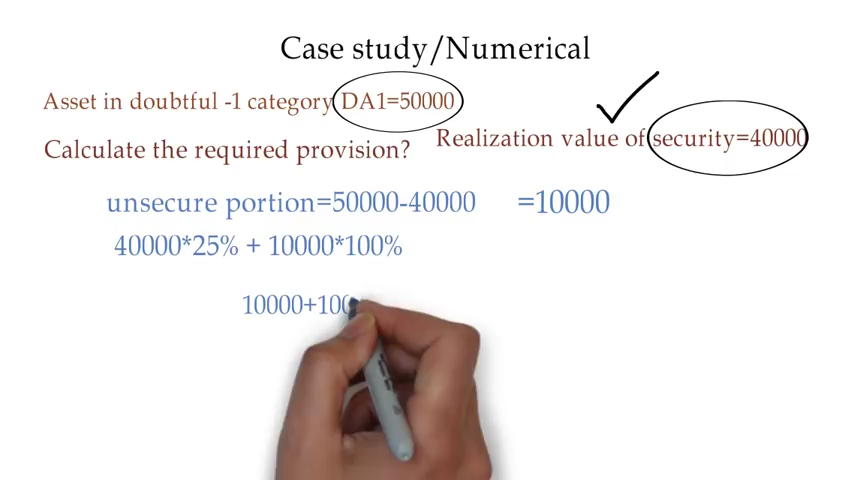 Case study/Numerical
Asset in doubtful -1 category DA1=50000
Realization value of security=40000
Calculate the required provision?
unsecure portion=50000-40000 =10000
40000*25% + 10000*100%
10000+100